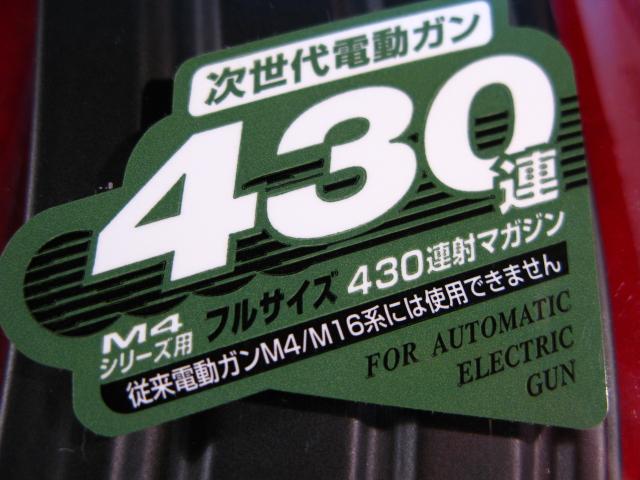 次世代電動ガン
430連
M4
シリーズ用
フルサイズ 430連射マガジン
従来電動ガンM4/M16系には使用できません
FOR AUTOMATIC
ELECTRIC
GUN